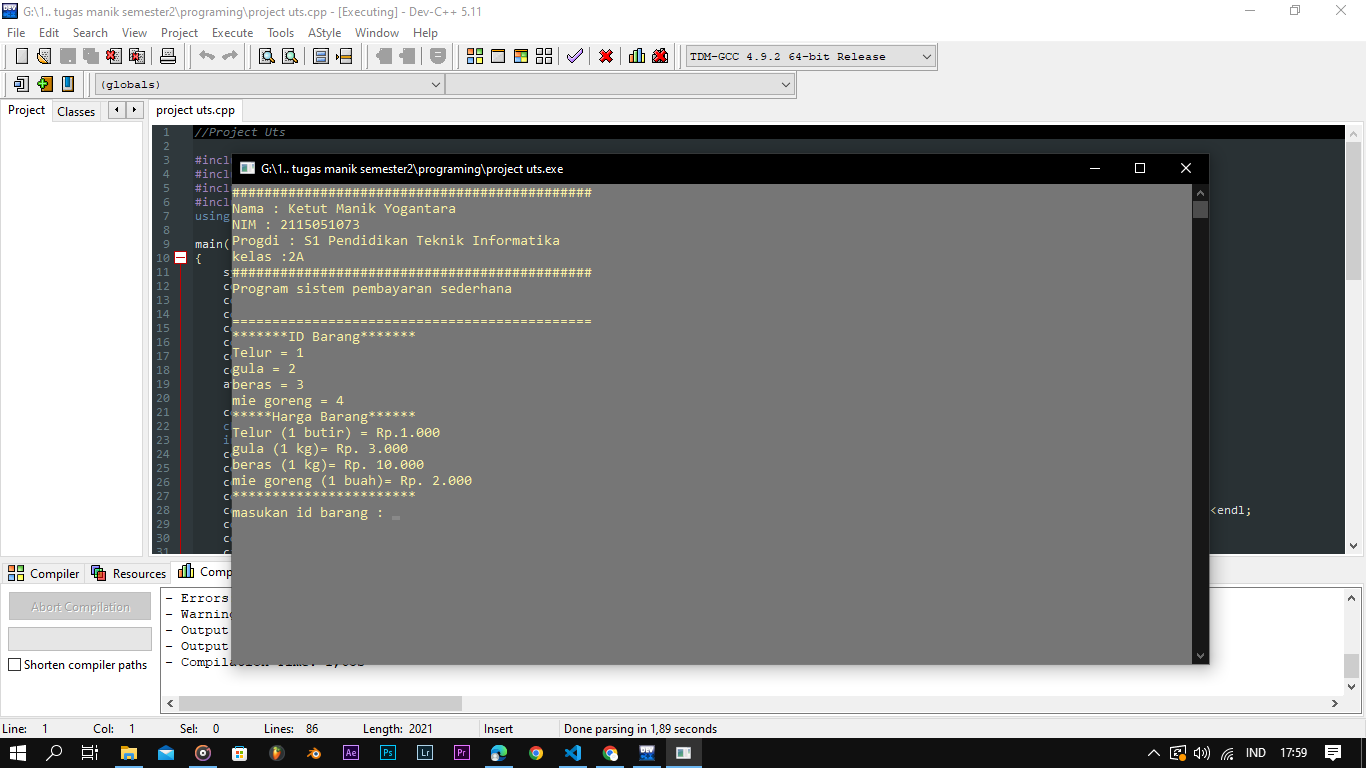 G:\1.. tugas manik semester2\programing\project uts.cpp - [Executing] - Dev-C++ 5.11
File Edit Search View Project Execute Tools AStyle Window Help
TDM-GCC 4.9.2 64-bit Release
(globals)
Project Classes project uts.cpp
1 //Project Uts
2
3 #incl
4 #incl
5 #incl
6 #incl
7 using
8
9 main(
10 {
11 s
12 c
13 c
14 c
15 c
16 c
17 c
18 c
19 a
20
21 c
22 c
23 i
24 c
25 c
26 c
27 c
28 c <endl;
29 c
30 c
31 c
G:\1.. tugas manik semester2\programing\project uts.exe
#############################################
Nama : Ketut Manik Yogantara
NIM : 2115051073
Progdi : S1 Pendidikan Teknik Informatika
kelas :2A
#############################################
Program sistem pembayaran sederhana
=============================================
*******ID Barang*******
Telur = 1
gula = 2
beras = 3
mie goreng = 4
*****Harga Barang******
Telur (1 butir) = Rp.1.000
gula (1 kg)= Rp. 3.000
beras (1 kg)= Rp. 10.000
mie goreng (1 buah)= Rp. 2.000
***********************
masukan id barang : _
Compiler Resources Comp
Abort Compilation
Shorten compiler paths
- Errors
- Warnin
- Output
- Output
- Compil
Line: 1 Col: 1 Sel: 0 Lines: 86 Length: 2021 Insert Done parsing in 1,89 seconds
Ae Ps Lr Pr DEV IND 17:59